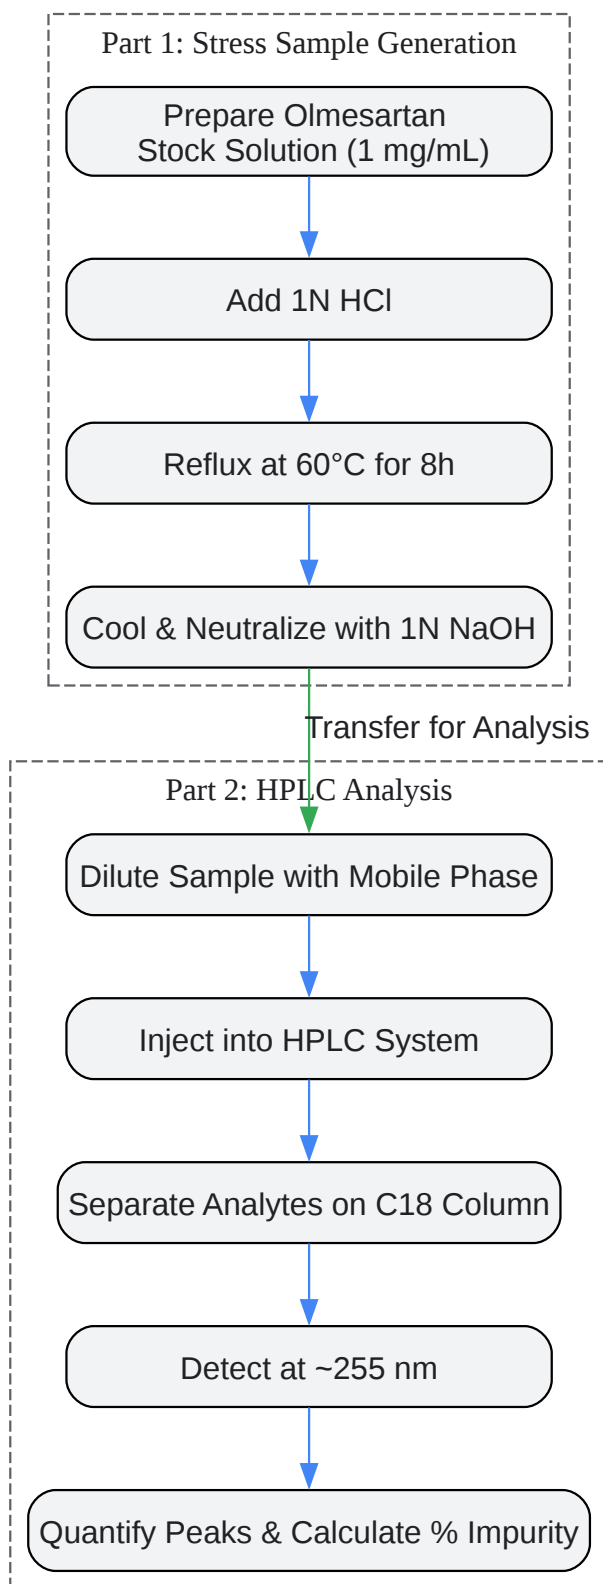 Part 1: Stress Sample Generation
Prepare Olmesartan
Stock Solution (1 mg/mL)
Add 1N HCl
Reflux at 60°C for 8h
Cool & Neutralize with 1N NaOH
Transfer for Analysis
Part 2: HPLC Analysis
Dilute Sample with Mobile Phase
Inject into HPLC System
Separate Analytes on C18 Column
Detect at ~255 nm
Quantify Peaks & Calculate % Impurity